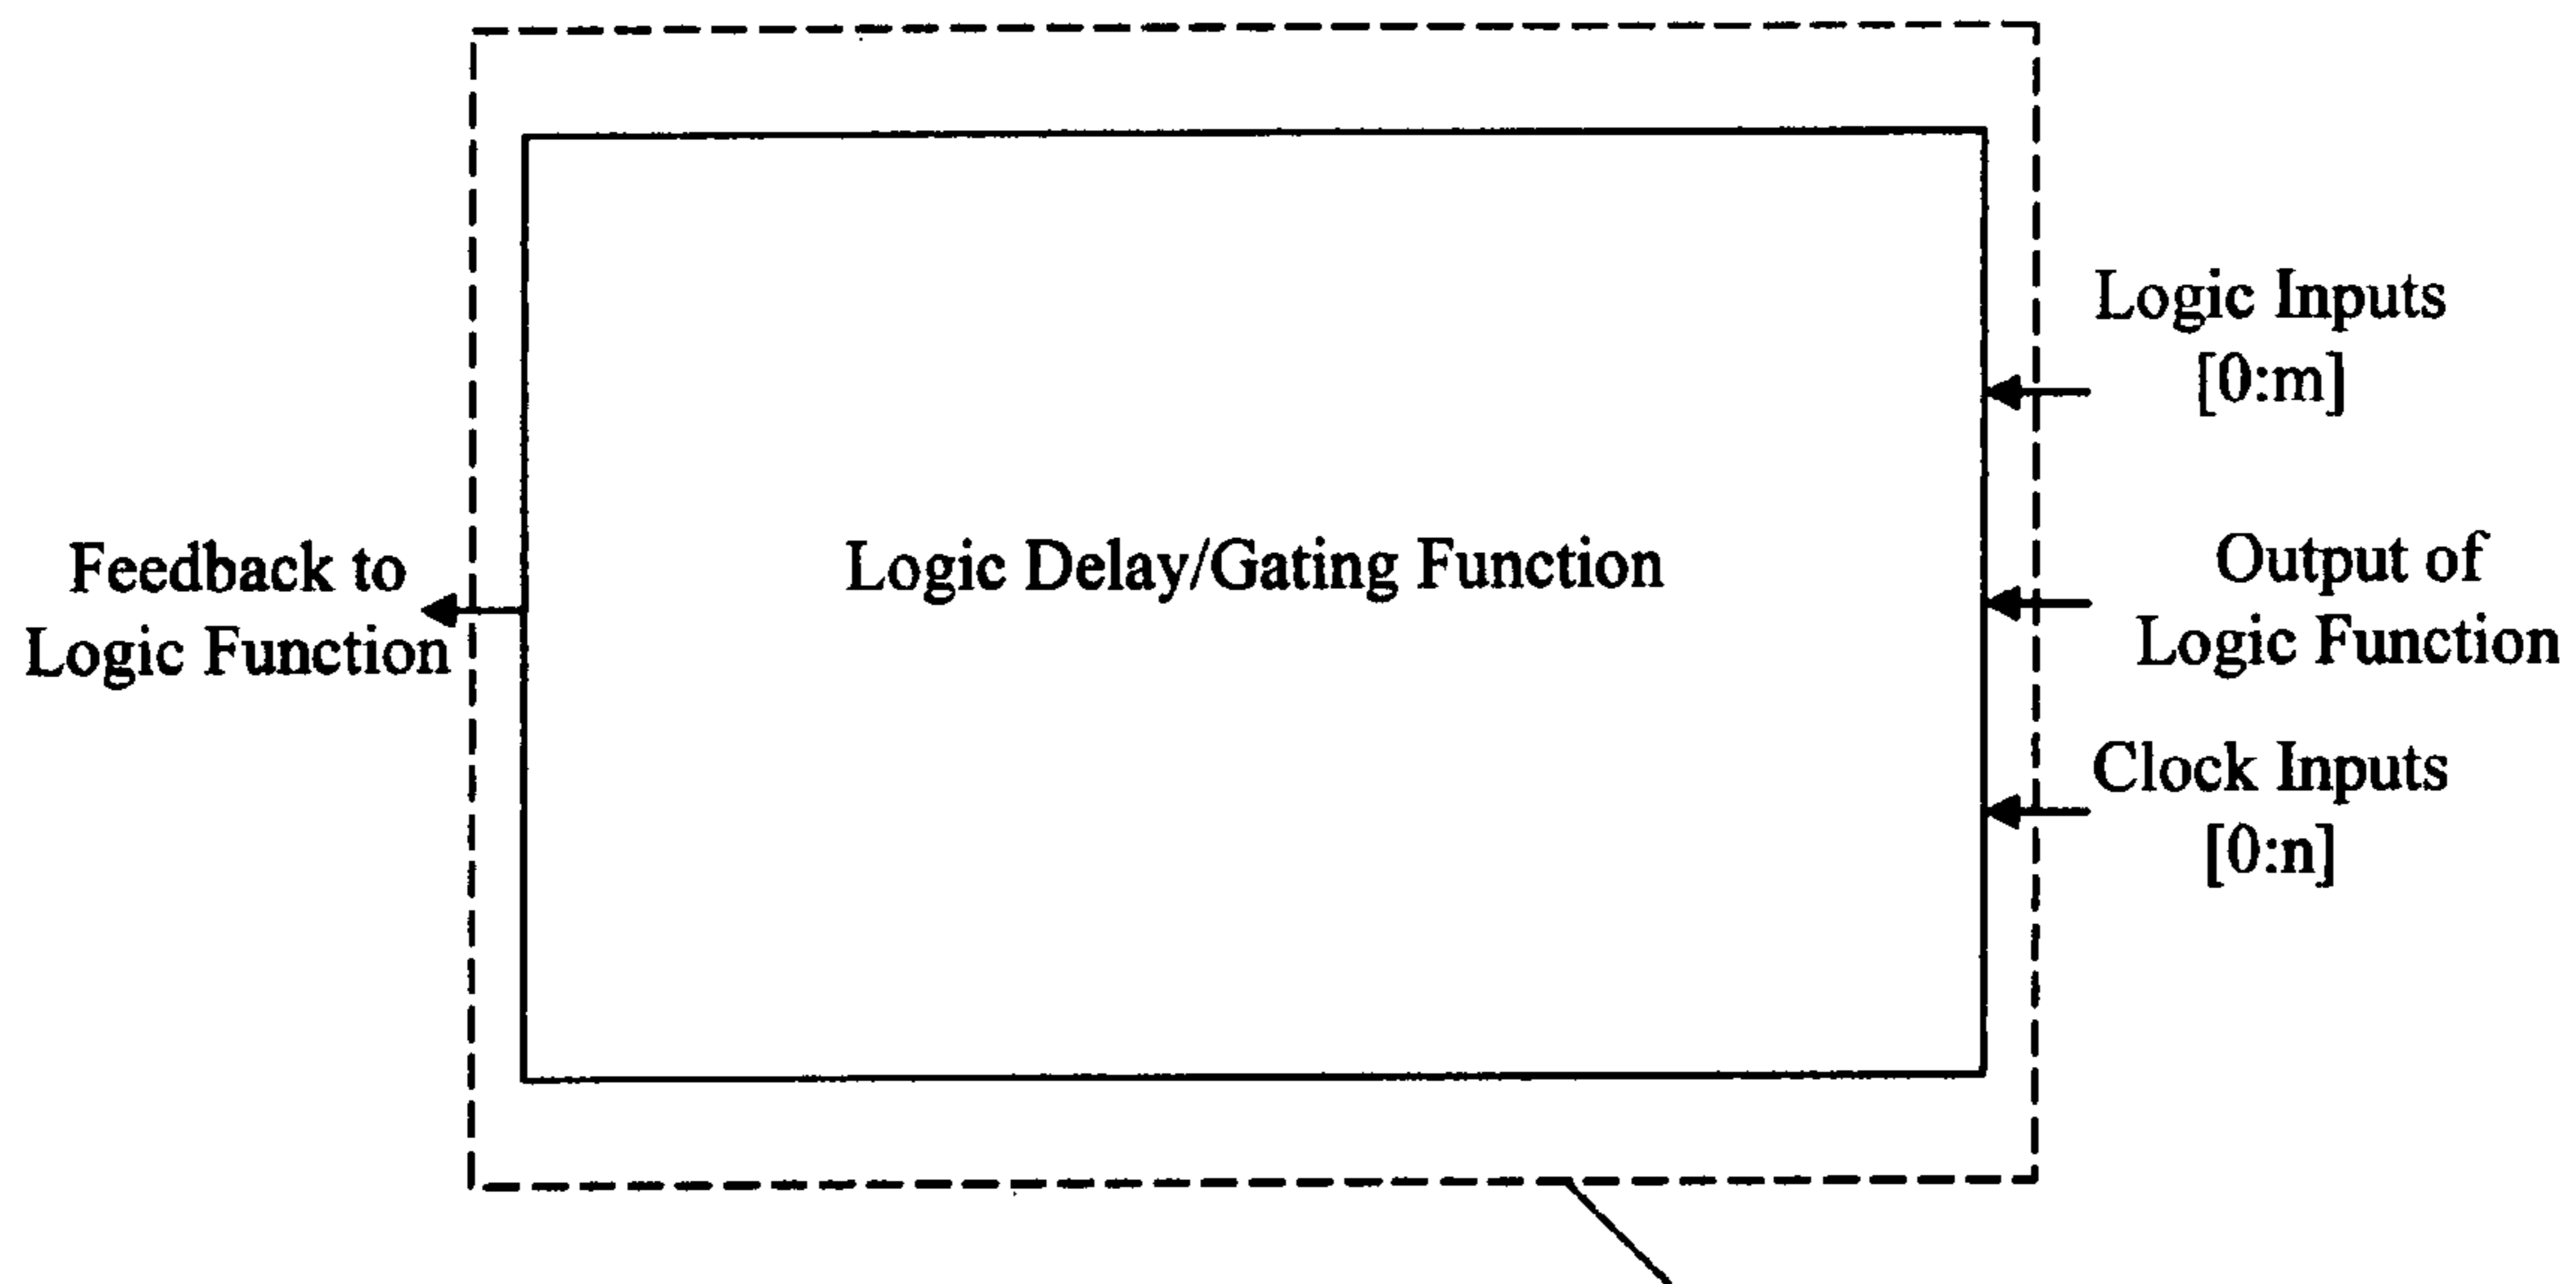 Logic Inputs
[0:m]
Feedback to
Logic Function
Logic Delay/Gating Function
Output of
Logic Function
Clock Inputs
[0:n]